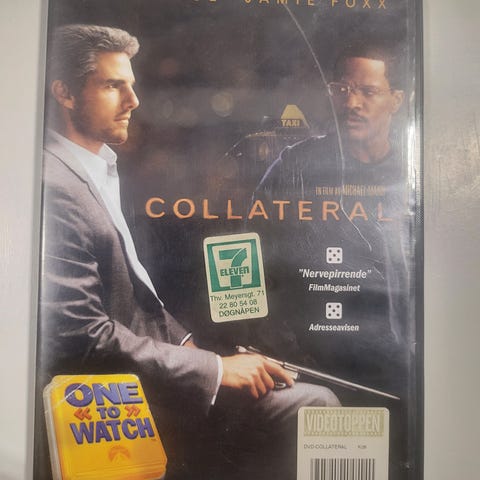 JAMIE FOXX
TAXI
EN FILM AV MICHAEL MANN
COLLATERAL
7
ELEVEN
Thv. Meyersgt. 71
22 80 54 08
DØGNÅPEN
"Nervepirrende"
FilmMagasinet
Adresseavisen
ONE
« TO »
WATCH
VIDEOTOPPEN
DVD-COLLATERAL